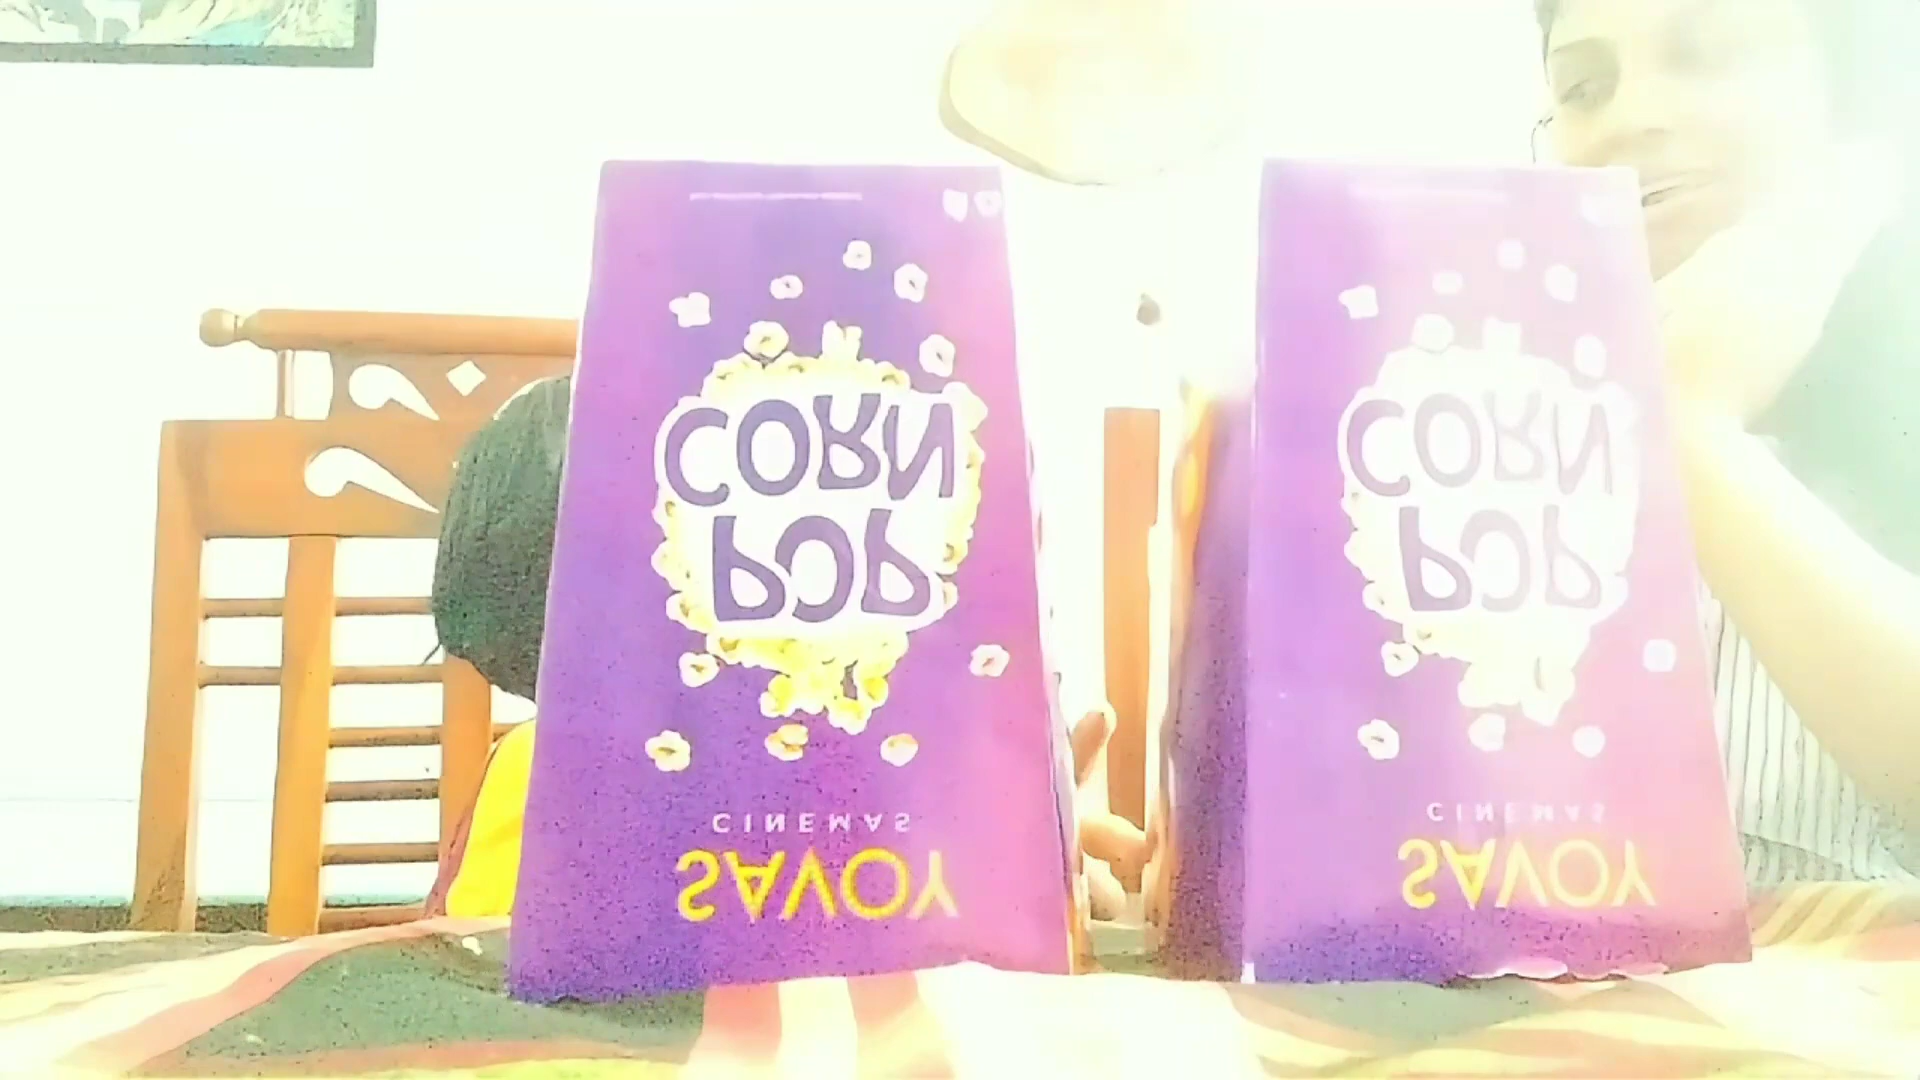 CORN
POP
CINEMAS
SAVOY
CORN
POP
CINEMAS
SAVOY